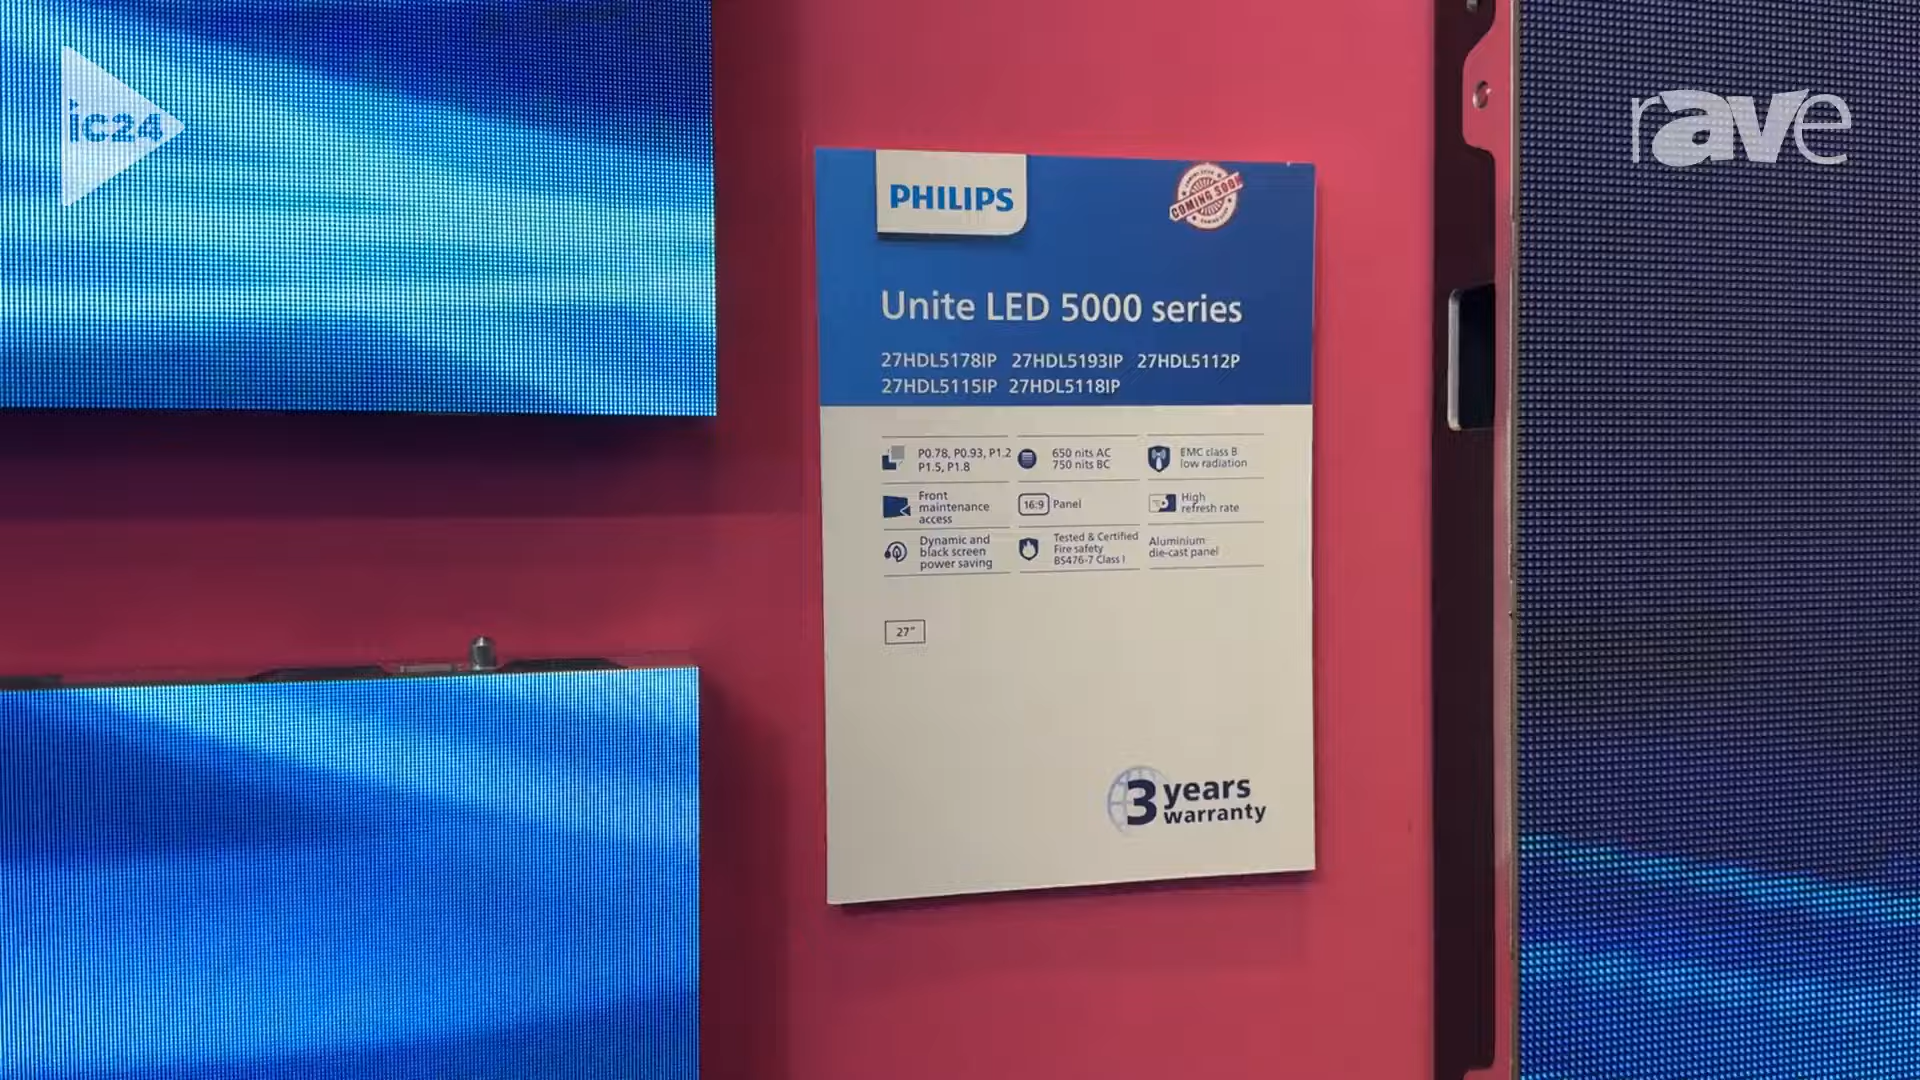 ic24
rave
PHILIPS
COMING SOON
Unite LED 5000 series
27HDL5178IP 27HDL5193IP 27HDL5112P
27HDL5115IP 27HDL5118IP
P0.78, P0.93, P1.2
P1.5, P1.8
650 nits AC
750 nits BC
EMC class B
low radiation
Front
maintenance
access
16:9 Panel
High
refresh rate
Dynamic and
black screen
power saving
Tested & Certified
Fire safety
BS476-7 Class I
Aluminium
die-cast panel
27"
3 years
warranty